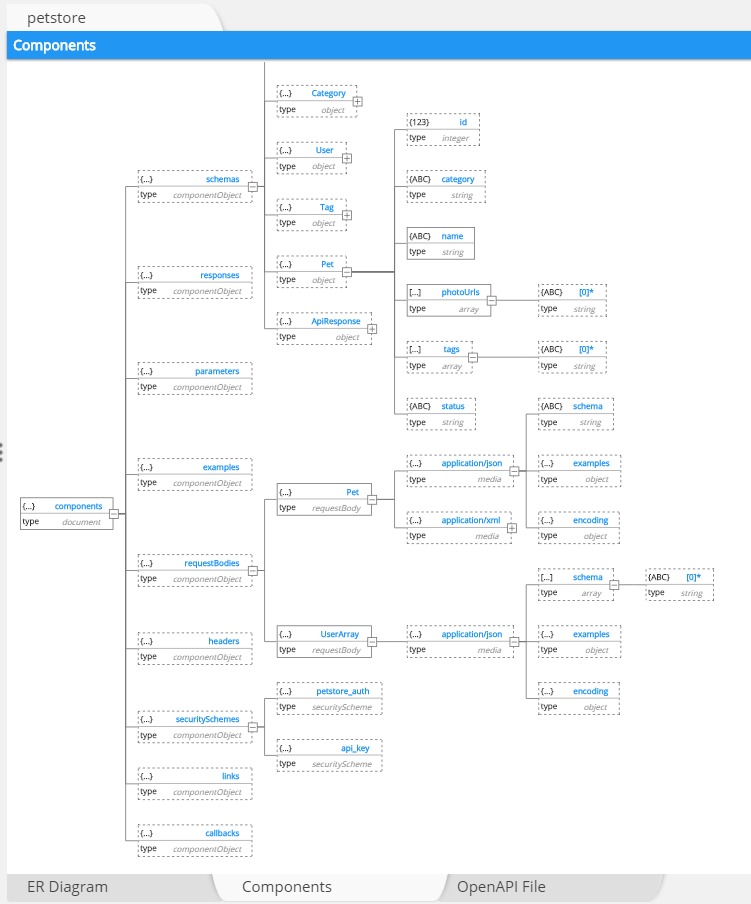 petstore
Components
{...} Category
type object
{...} User
type object
{...} Tag
type object
{...} Pet
type object
{...} ApiResponse
type object
{123} id
type integer
{ABC} category
type string
{ABC} name
type string
[...] photoUrls
type array
{ABC} [0]*
type string
[...] tags
type array
{ABC} [0]*
type string
{ABC} status
type string
{...} schemas
type componentObject
{...} responses
type componentObject
{...} parameters
type componentObject
{...} examples
type componentObject
{...} components
type document
{...} requestBodies
type componentObject
{...} Pet
type requestBody
{...} application/json
type media
{ABC} schema
type string
{...} examples
type object
{...} encoding
type object
{...} application/xml
type media
{...} UserArray
type requestBody
{...} application/json
type media
[...] schema
type array
{ABC} [0]*
type string
{...} examples
type object
{...} encoding
type object
{...} headers
type componentObject
{...} securitySchemes
type componentObject
{...} petstore_auth
type securityScheme
{...} api_key
type securityScheme
{...} links
type componentObject
{...} callbacks
type componentObject
ER Diagram
Components
OpenAPI File